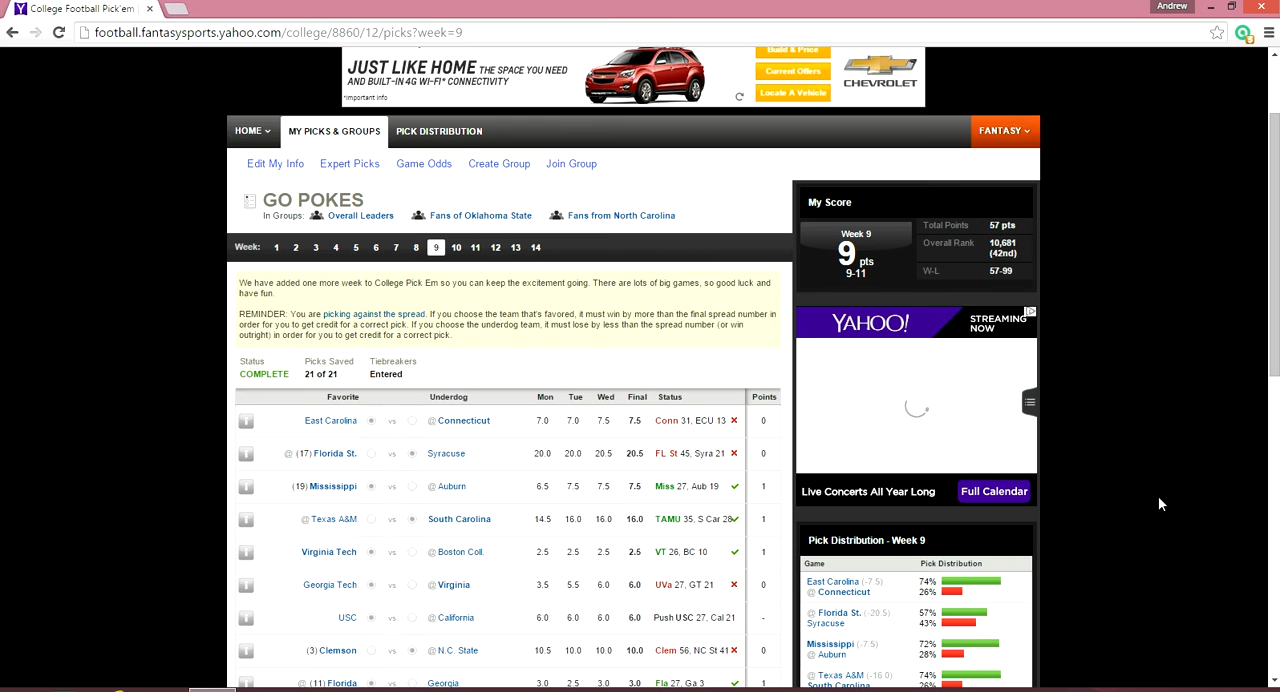 College Football Pick'em
Andrew
football.fantasysports.yahoo.com/college/8860/12/picks?week=9
JUST LIKE HOME THE SPACE YOU NEED
AND BUILT-IN 4G WI-FI* CONNECTIVITY
*important info
Build & Price
Current Offers
Locate A Vehicle
CHEVROLET
HOME
MY PICKS & GROUPS
PICK DISTRIBUTION
FANTASY
Edit My Info Expert Picks Game Odds Create Group Join Group
GO POKES
In Groups: Overall Leaders Fans of Oklahoma State Fans from North Carolina
Week: 1 2 3 4 5 6 7 8 9 10 11 12 13 14
We have added one more week to College Pick Em so you can keep the excitement going. There are lots of big games, so good luck and
have fun.
REMINDER: You are picking against the spread. If you choose the team that's favored, it must win by more than the final spread number in
order for you to get credit for a correct pick. If you choose the underdog team, it must lose by less than the spread number (or win
outright) in order for you to get credit for a correct pick.
Status Picks Saved Tiebreakers
COMPLETE 21 of 21 Entered
Favorite Underdog Mon Tue Wed Final Status Points
East Carolina vs @ Connecticut 7.0 7.0 7.5 7.5 Conn 31, ECU 13 0
@ (17) Florida St. vs Syracuse 20.0 20.0 20.5 20.5 FL St 45, Syra 21 0
(19) Mississippi vs @ Auburn 6.5 7.5 7.5 7.5 Miss 27, Aub 19 1
@ Texas A&M vs South Carolina 14.5 16.0 16.0 16.0 TAMU 35, S Car 28 1
Virginia Tech vs @ Boston Coll. 2.5 2.5 2.5 2.5 VT 26, BC 10 1
Georgia Tech vs @ Virginia 3.5 5.5 6.0 6.0 UVa 27, GT 21 0
USC vs @ California 6.0 6.0 6.0 6.0 Push USC 27, Cal 21 -
(3) Clemson vs @ N.C. State 10.5 10.0 10.0 10.0 Clem 56, NC St 41 0
@ (11) Florida vs Georgia 3.0 2.5 3.0 3.0 Fla 27, Ga 3 1
My Score
Week 9
9 pts
9-11
Total Points 57 pts
Overall Rank 10,681
(42nd)
W-L 57-99
YAHOO!
STREAMING
NOW
Live Concerts All Year Long
Full Calendar
Pick Distribution - Week 9
Game Pick Distribution
East Carolina (-7.5) 74%
@ Connecticut 26%
@ Florida St. (-20.5) 57%
Syracuse 43%
Mississippi (-7.5) 72%
@ Auburn 28%
@ Texas A&M (-16.0) 74%
South Carolina 26%